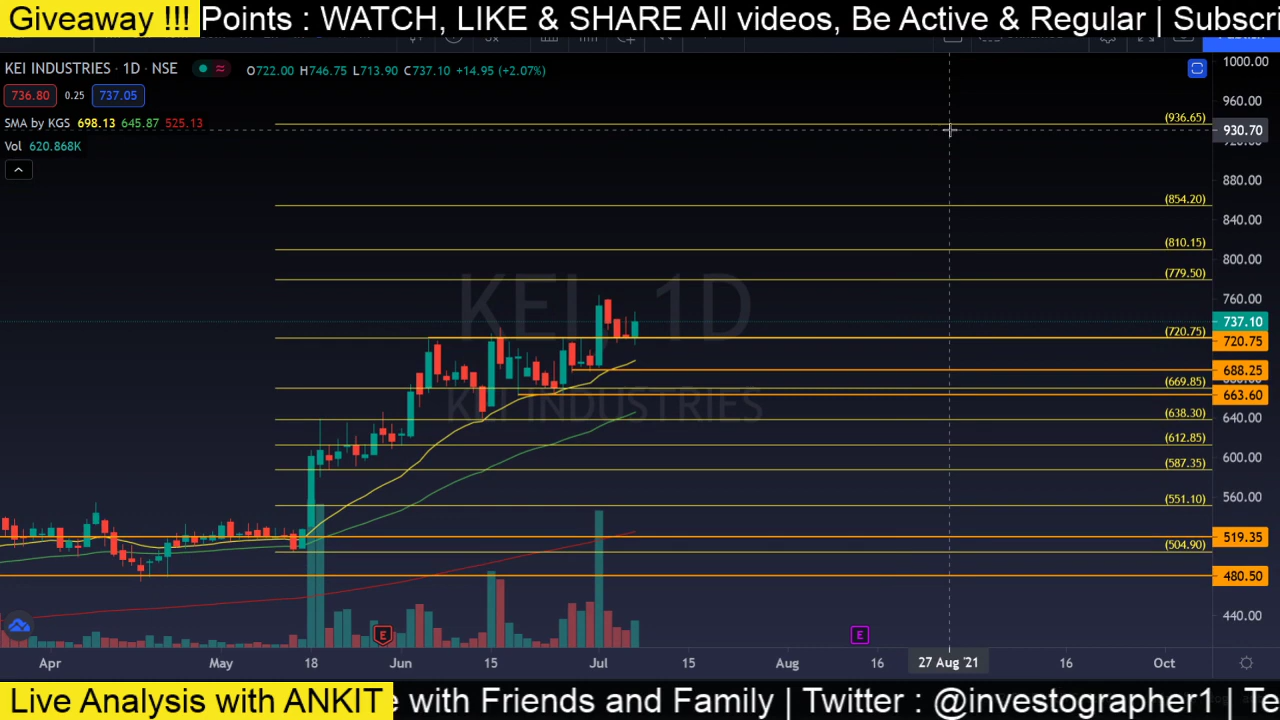 Giveaway !!! Points : WATCH, LIKE & SHARE All videos, Be Active & Regular | Subscri
KEI INDUSTRIES · 1D · NSE O722.00 H746.75 L713.90 C737.10 +14.95 (+2.07%)
736.80 0.25 737.05
SMA by KGS 698.13 645.87 525.13
Vol 620.868K
1000.00
960.00
(936.65)
930.70
920.00
880.00
(854.20)
840.00
(810.15)
800.00
(779.50)
760.00
KEI, 1D
737.10
(720.75)
720.75
688.25
(669.85)
663.60
KEI INDUSTRIES
(638.30)
640.00
(612.85)
600.00
(587.35)
560.00
(551.10)
519.35
(504.90)
480.50
440.00
E E
Apr May 18 Jun 15 Jul 15 Aug 16 27 Aug '21 16 Oct
Live Analysis with ANKIT e with Friends and Family | Twitter : @investographer1 | Te